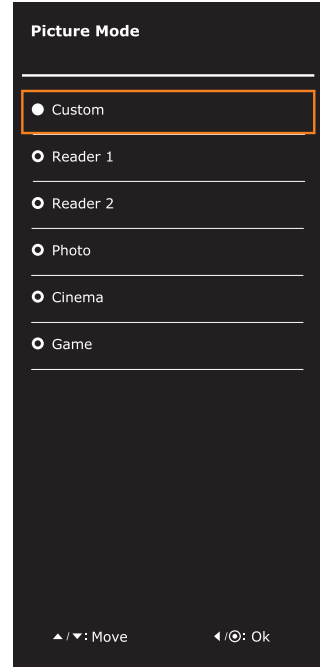 Picture Mode
Custom
Reader 1
Reader 2
Photo
Cinema
Game
▲/▼: Move ◀/◉: Ok